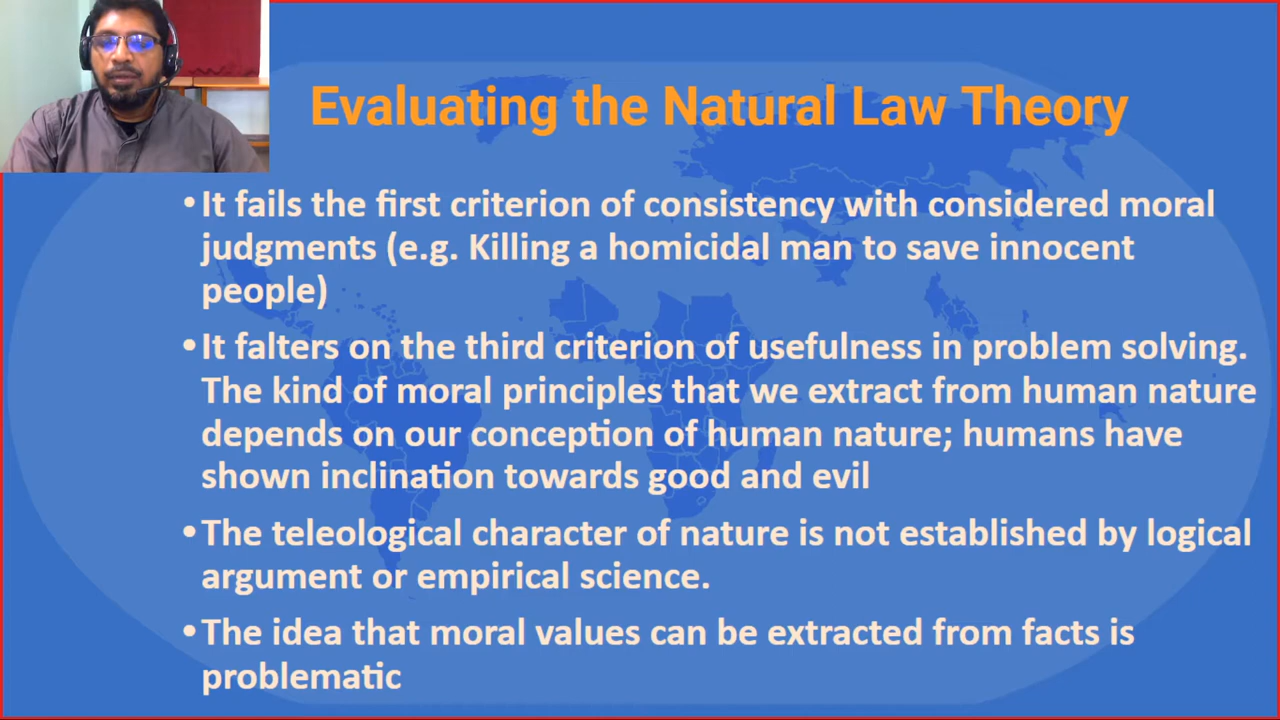 Evaluating the Natural Law Theory
•It fails the first criterion of consistency with considered moral
judgments (e.g. Killing a homicidal man to save innocent
people)
•It falters on the third criterion of usefulness in problem solving.
The kind of moral principles that we extract from human nature
depends on our conception of human nature; humans have
shown inclination towards good and evil
•The teleological character of nature is not established by logical
argument or empirical science.
•The idea that moral values can be extracted from facts is
problematic